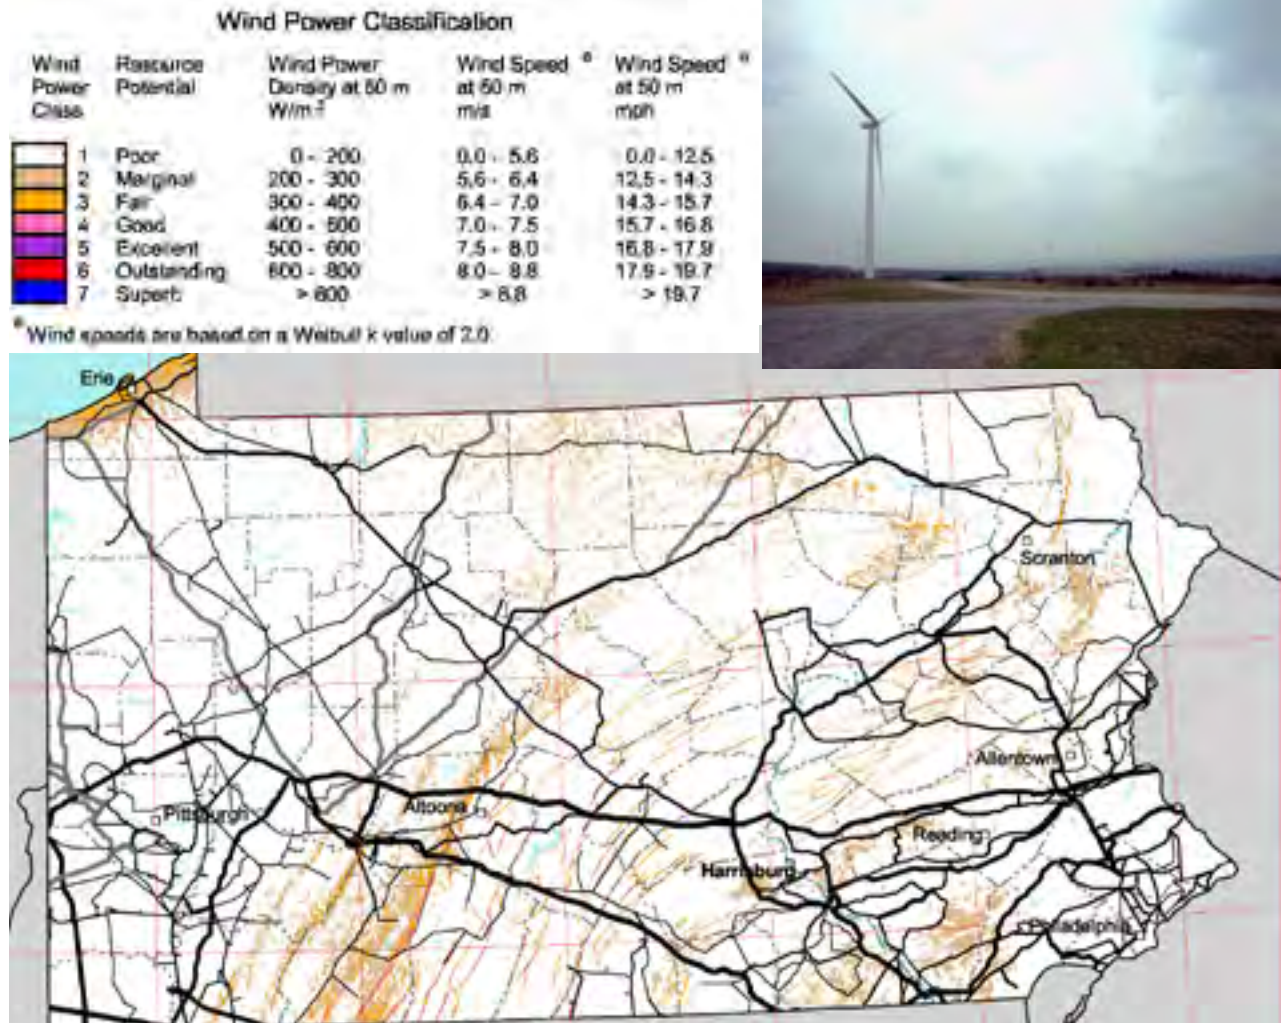 Wind Power Classification
Wind Resource Wind Power Wind Speed a Wind Speed a
Power Potential Density at 50 m at 50 m at 50 m
Class W/m 2 m/s mph
1 Poor 0 - 200 0.0 - 5.6 0.0 - 12.5
2 Marginal 200 - 300 5.6 - 6.4 12.5 - 14.3
3 Fair 300 - 400 6.4 - 7.0 14.3 - 15.7
4 Good 400 - 500 7.0 - 7.5 15.7 - 16.8
5 Excellent 500 - 600 7.5 - 8.0 16.8 - 17.9
6 Outstanding 600 - 800 8.0 - 8.8 17.9 - 19.7
7 Superb > 800 > 8.8 > 19.7
a Wind speeds are based on a Weibull k value of 2.0
Erie
Scranton
Allentown
Pittsburgh
Altoona
Reading
Harrisburg
Philadelphia